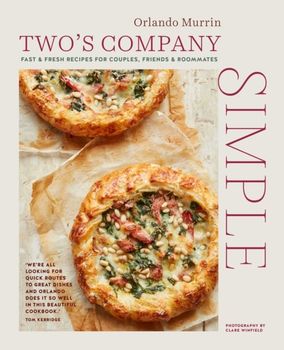 Orlando Murrin
TWO'S COMPANY
SIMPLE
FAST & FRESH RECIPES FOR COUPLES, FRIENDS & ROOMMATES
'WE'RE ALL
LOOKING FOR
QUICK ROUTES
TO GREAT DISHES
AND ORLANDO
DOES IT SO WELL
IN THIS BEAUTIFUL
COOKBOOK.'
TOM KERRIDGE
PHOTOGRAPHY BY
CLARE WINFIELD